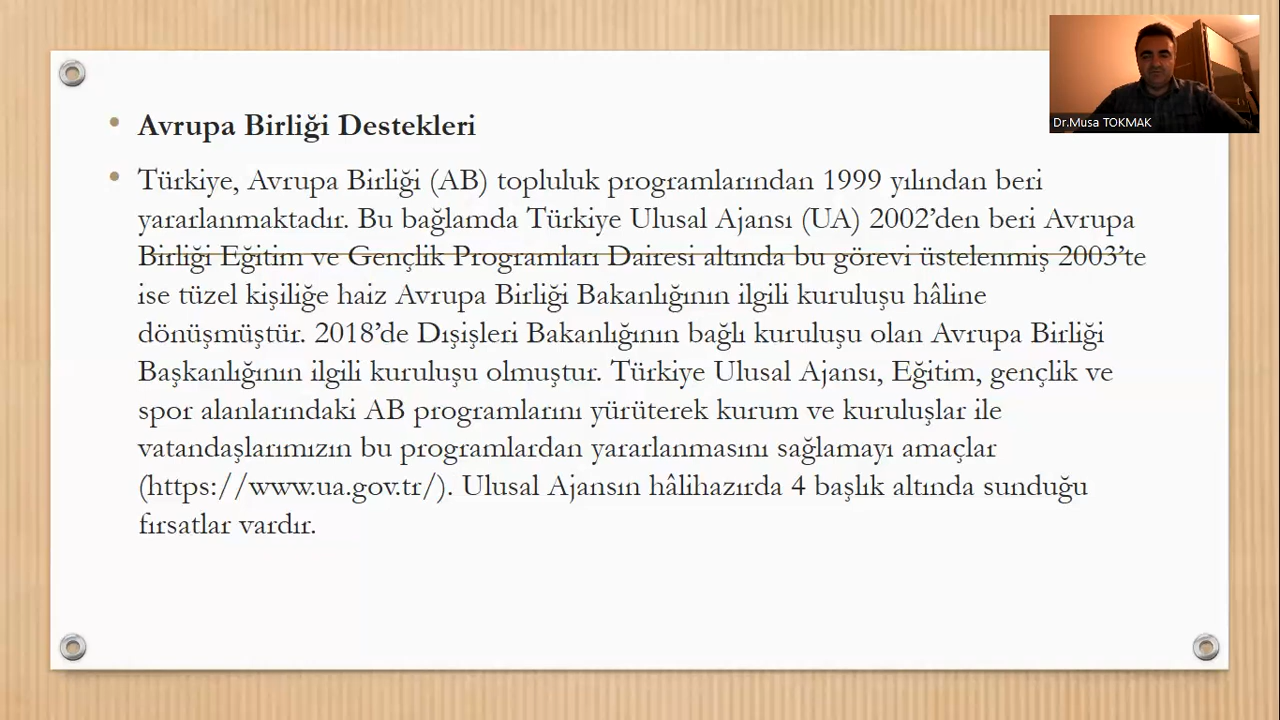 Avrupa Birliği Destekleri
Türkiye, Avrupa Birliği (AB) topluluk programlarından 1999 yılından beri
yararlanmaktadır. Bu bağlamda Türkiye Ulusal Ajansı (UA) 2002’den beri Avrupa
Birliği Eğitim ve Gençlik Programları Dairesi altında bu görevi üstelenmiş 2003’te
ise tüzel kişiliğe haiz Avrupa Birliği Bakanlığının ilgili kuruluşu hâline
dönüşmüştür. 2018’de Dışişleri Bakanlığının bağlı kuruluşu olan Avrupa Birliği
Başkanlığının ilgili kuruluşu olmuştur. Türkiye Ulusal Ajansı, Eğitim, gençlik ve
spor alanlarındaki AB programlarını yürüterek kurum ve kuruluşlar ile
vatandaşlarımızın bu programlardan yararlanmasını sağlamayı amaçlar
(https://www.ua.gov.tr/). Ulusal Ajansın hâlihazırda 4 başlık altında sunduğu
fırsatlar vardır.
Dr.Musa TOKMAK